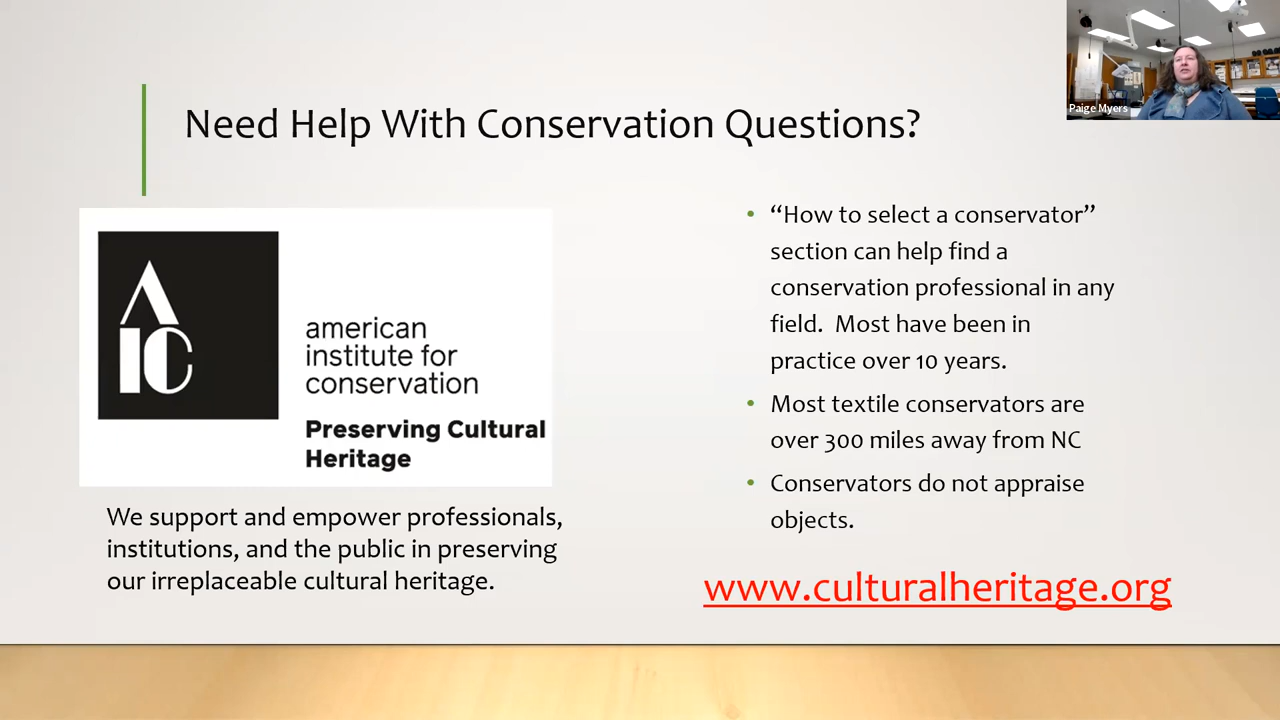 Paige Myers
Need Help With Conservation Questions?
AIC
american
institute for
conservation
Preserving Cultural
Heritage
We support and empower professionals,
institutions, and the public in preserving
our irreplaceable cultural heritage.
• “How to select a conservator”
section can help find a
conservation professional in any
field.  Most have been in
practice over 10 years.
• Most textile conservators are
over 300 miles away from NC
• Conservators do not appraise
objects.
www.culturalheritage.org